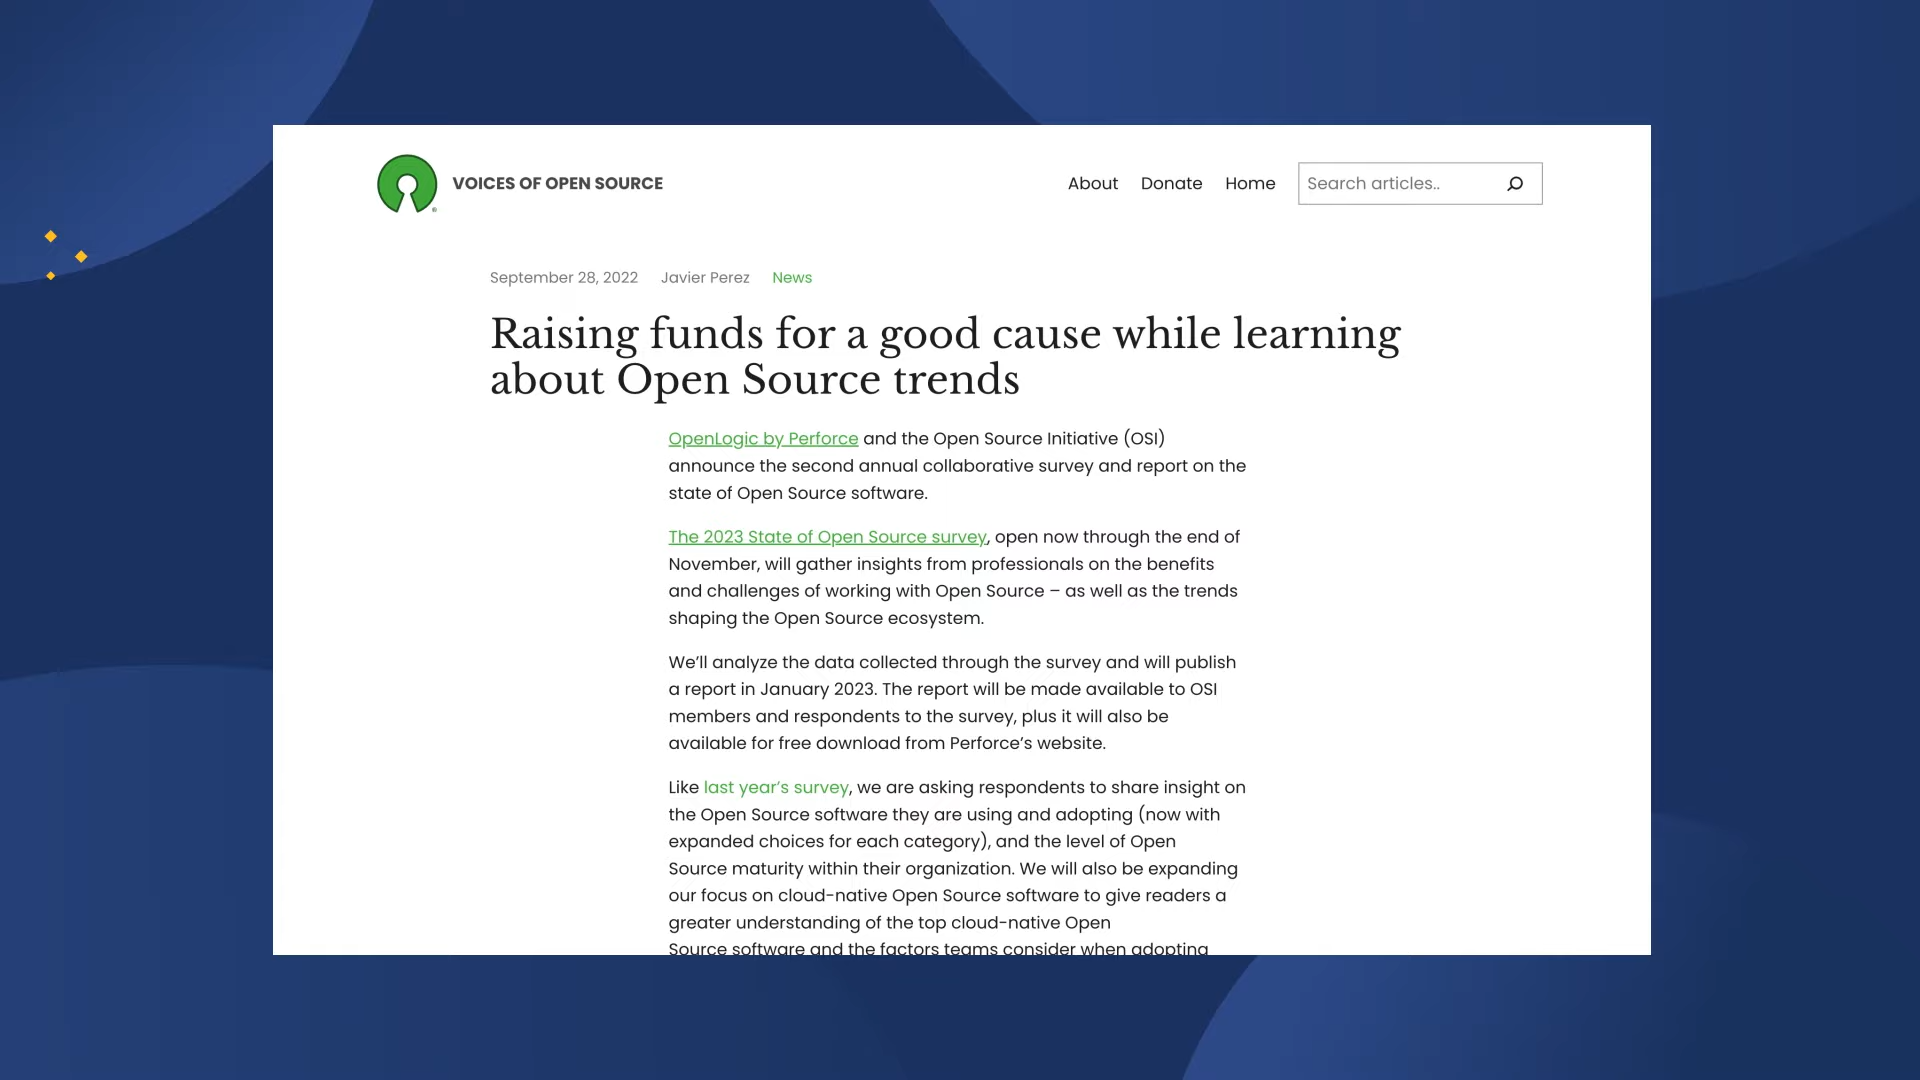 VOICES OF OPEN SOURCE
About
Donate
Home
Search articles..
September 28, 2022 Javier Perez News
Raising funds for a good cause while learning
about Open Source trends
OpenLogic by Perforce and the Open Source Initiative (OSI)
announce the second annual collaborative survey and report on the
state of Open Source software.
The 2023 State of Open Source survey, open now through the end of
November, will gather insights from professionals on the benefits
and challenges of working with Open Source – as well as the trends
shaping the Open Source ecosystem.
We’ll analyze the data collected through the survey and will publish
a report in January 2023. The report will be made available to OSI
members and respondents to the survey, plus it will also be
available for free download from Perforce’s website.
Like last year’s survey, we are asking respondents to share insight on
the Open Source software they are using and adopting (now with
expanded choices for each category), and the level of Open
Source maturity within their organization. We will also be expanding
our focus on cloud-native Open Source software to give readers a
greater understanding of the top cloud-native Open
Source software and the factors teams consider when adopting